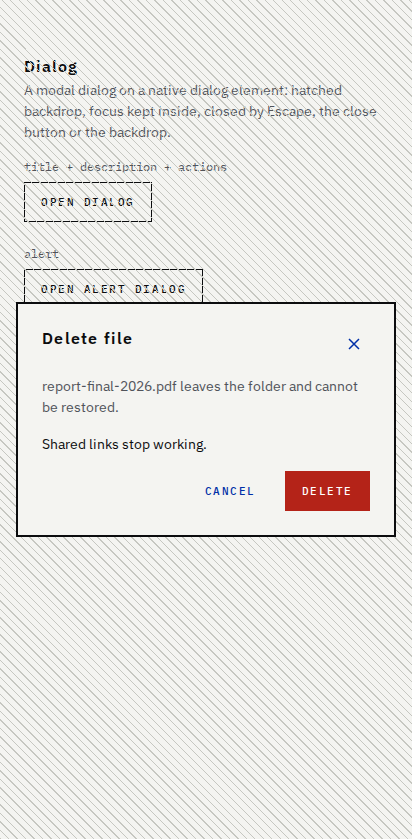 Dialog
A modal dialog on a native dialog element: hatched
backdrop, focus kept inside, closed by Escape, the close
button or the backdrop.
title + description + actions
OPEN DIALOG
alert
OPEN ALERT DIALOG
Delete file
report-final-2026.pdf leaves the folder and cannot
be restored.
Shared links stop working.
CANCEL
DELETE